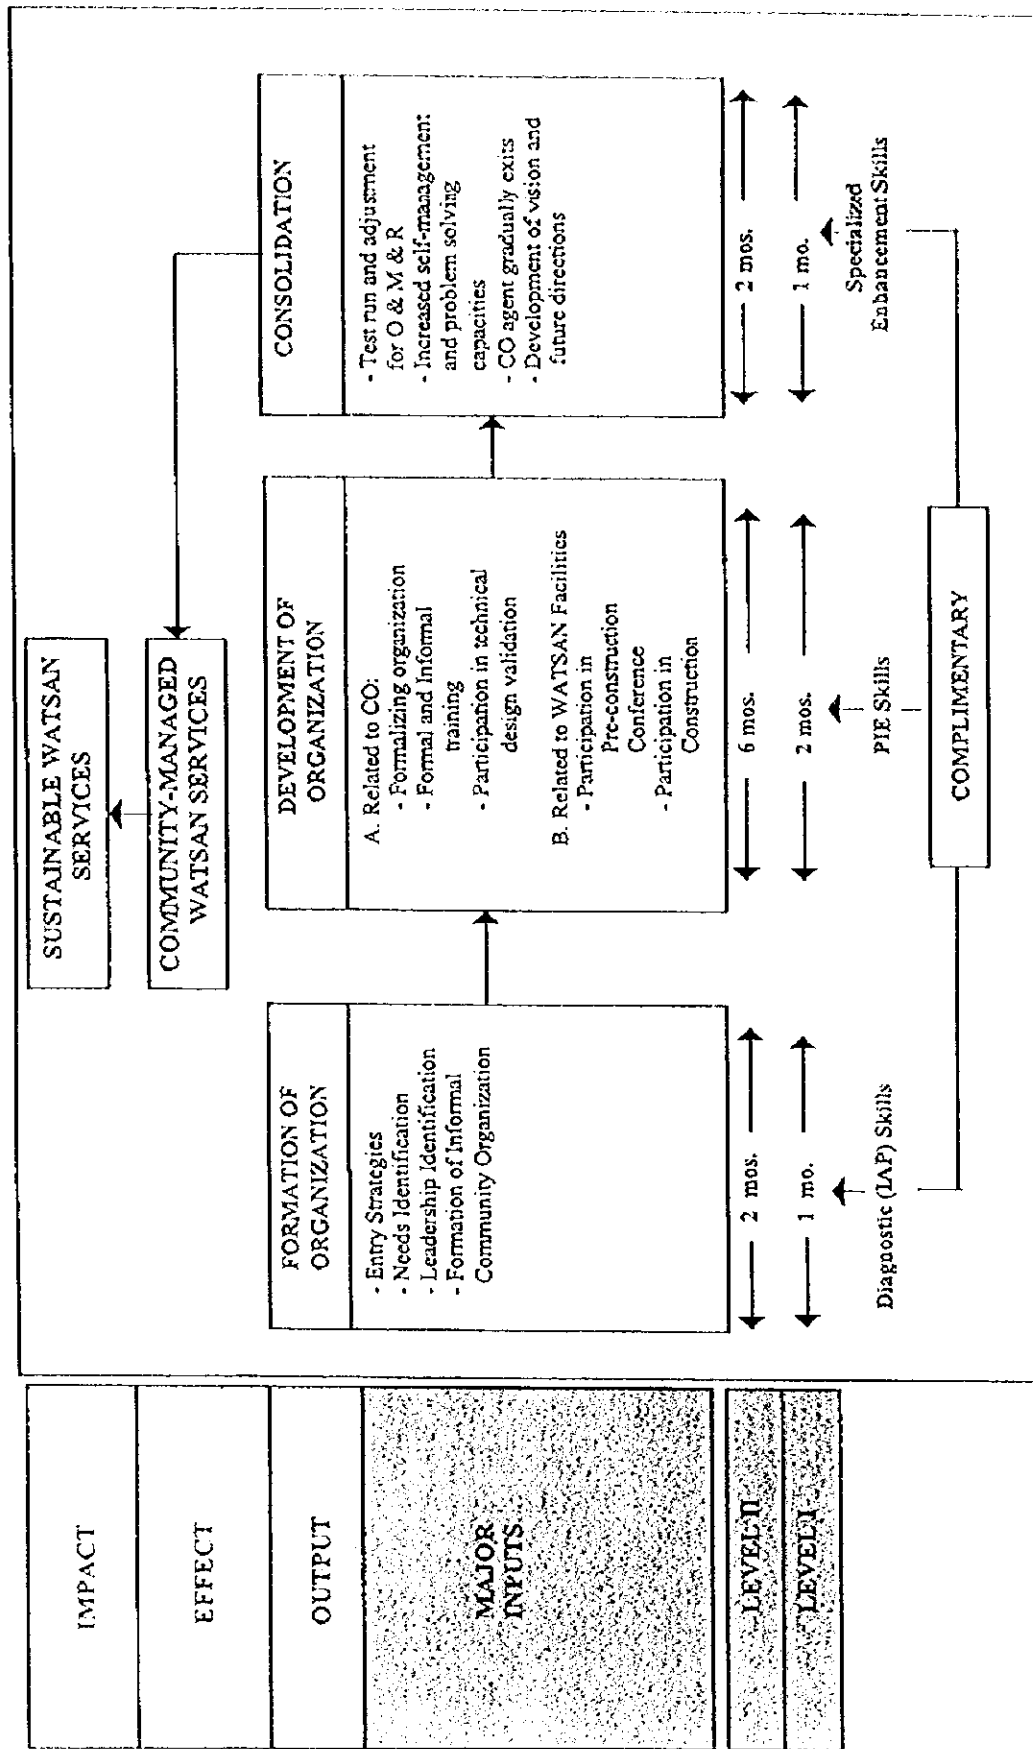 IMPACT
EFFECT
OUTPUT
MAJOR
INPUTS
LEVEL II
LEVEL I
SUSTAINABLE WATSAN
SERVICES
COMMUNITY-MANAGED
WATSAN SERVICES
FORMATION OF
ORGANIZATION
- Entry Strategies
- Needs Identification
- Leadership Identification
- Formation of Informal
Community Organization
2 mos.
1 mo.
Diagnostic (IAP) Skills
DEVELOPMENT OF
ORGANIZATION
A. Related to CO:
- Formalizing organization
- Formal and Informal
training
- Participation in technical
design validation
B. Related to WATSAN Facilities
- Participation in
Pre-construction
Conference
- Participation in
Construction
6 mos.
2 mos.
PIE Skills
CONSOLIDATION
- Test run and adjustment
for O & M & R
- Increased self-management
and problem solving
capacities
- CO agent gradually exits
- Development of vision and
future directions
2 mos.
1 mo.
Specialized
Enhancement Skills
COMPLIMENTARY